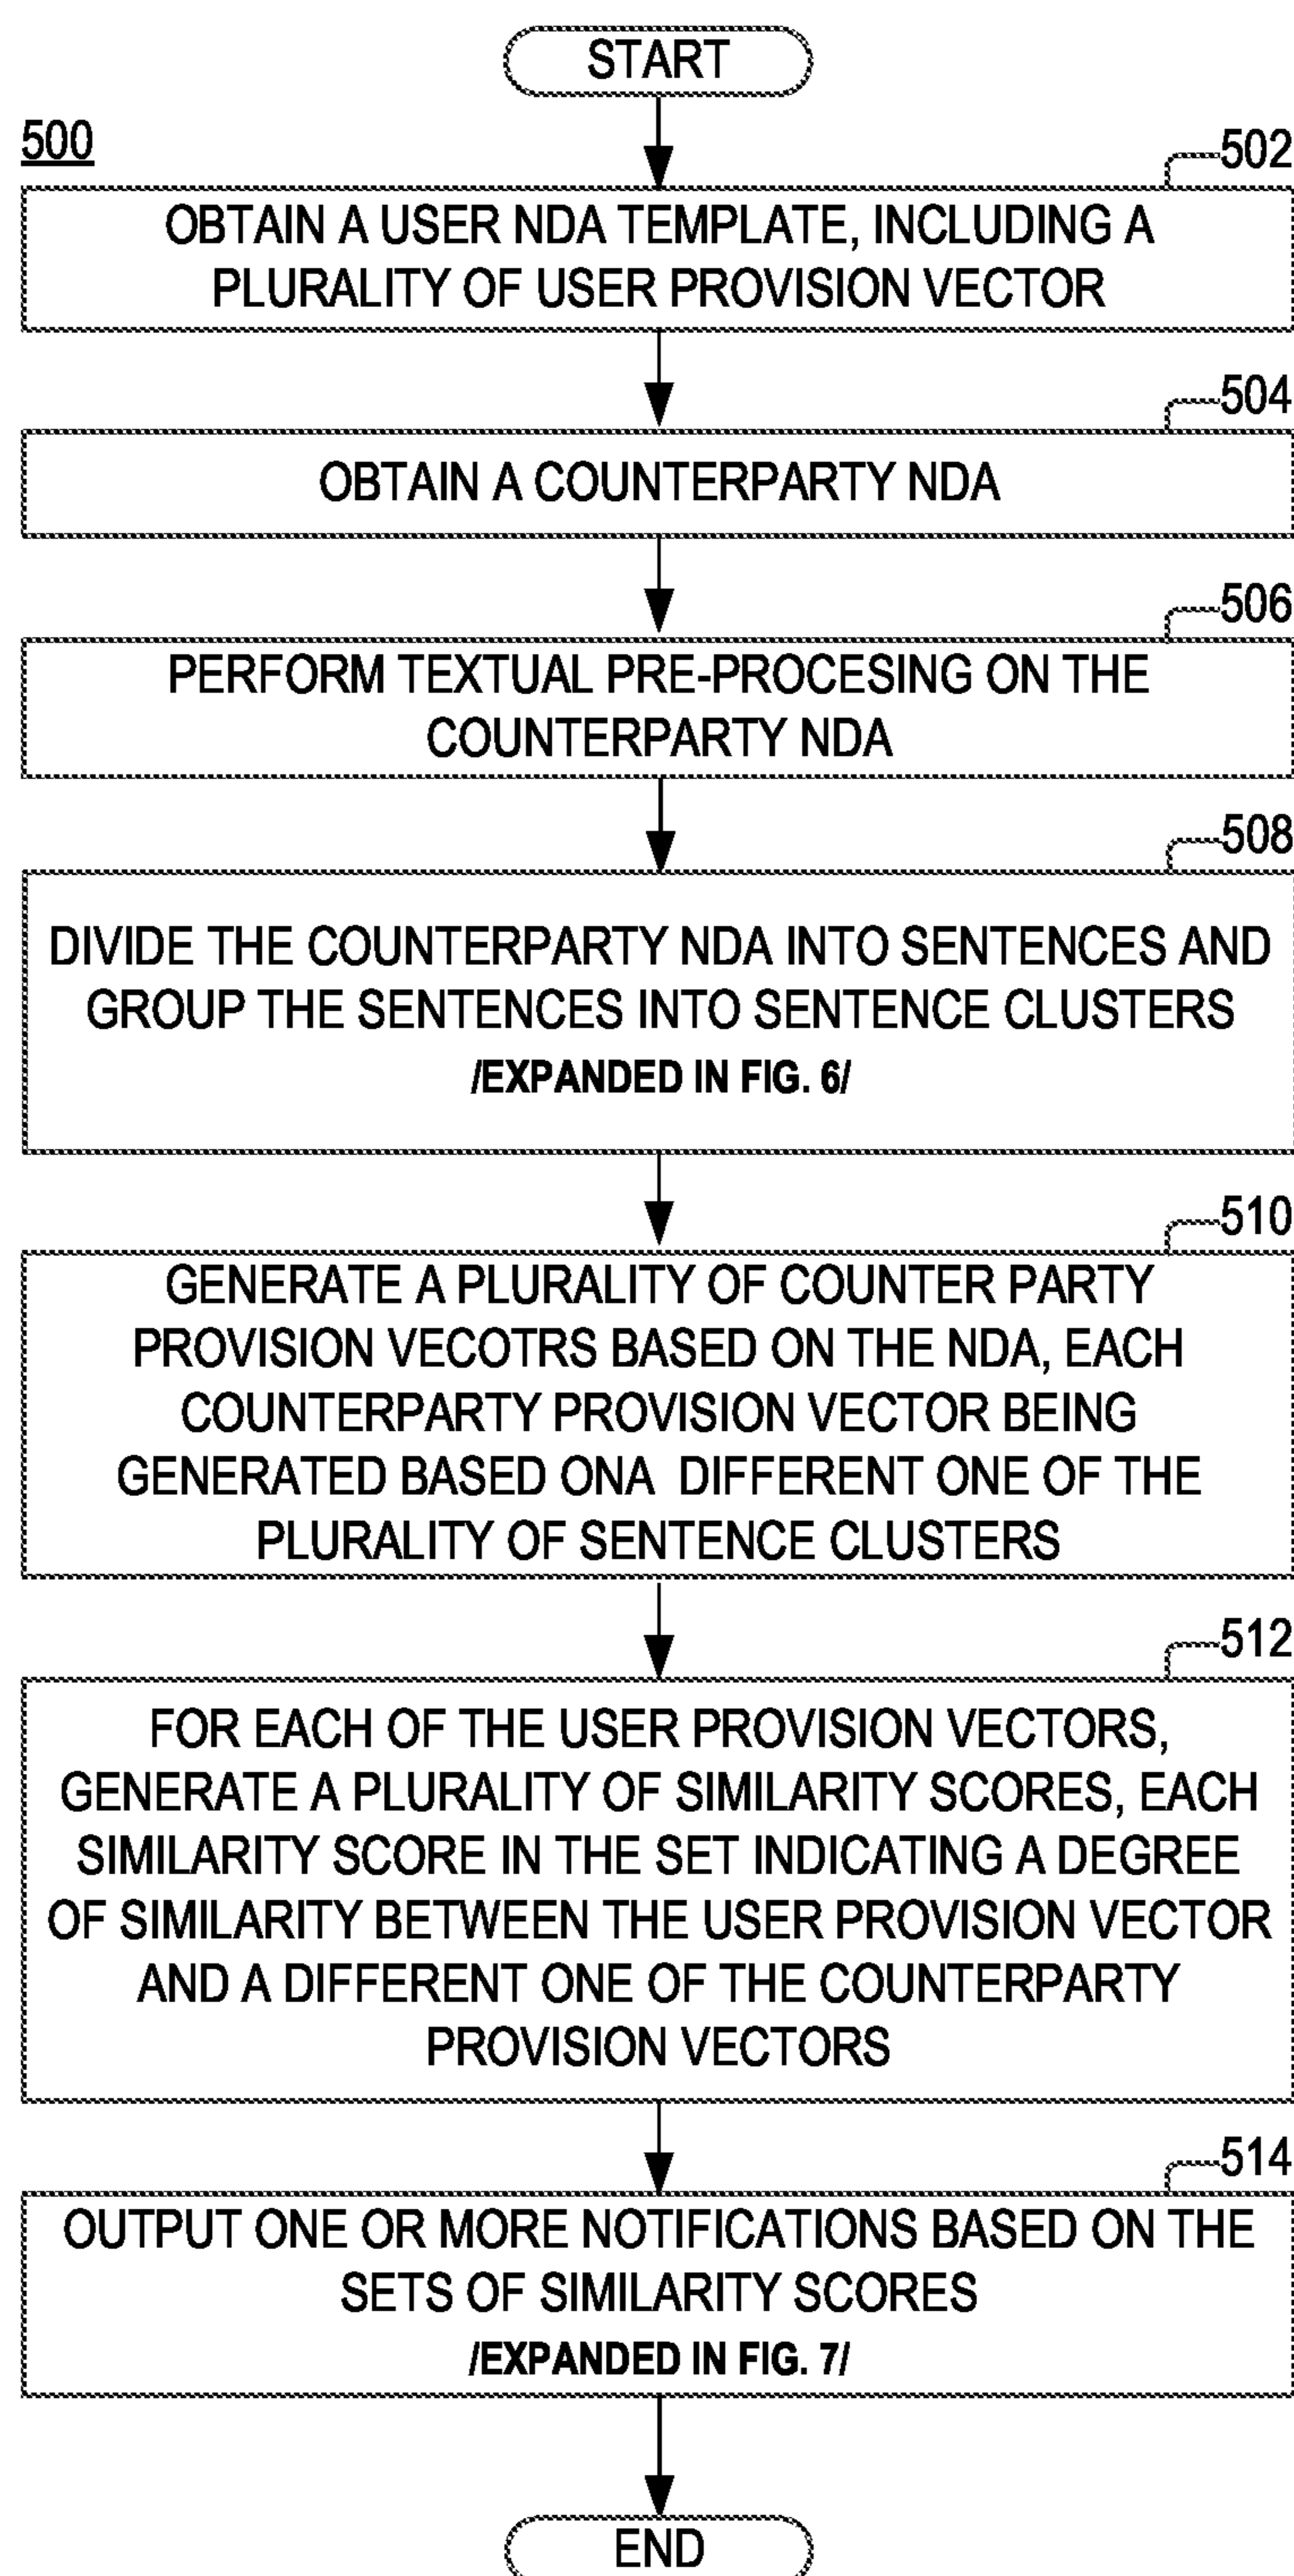 START
500
502
OBTAIN A USER NDA TEMPLATE, INCLUDING A
PLURALITY OF USER PROVISION VECTOR
504
OBTAIN A COUNTERPARTY NDA
506
PERFORM TEXTUAL PRE-PROCESING ON THE
COUNTERPARTY NDA
508
DIVIDE THE COUNTERPARTY NDA INTO SENTENCES AND
GROUP THE SENTENCES INTO SENTENCE CLUSTERS
/EXPANDED IN FIG. 6/
510
GENERATE A PLURALITY OF COUNTER PARTY
PROVISION VECOTRS BASED ON THE NDA, EACH
COUNTERPARTY PROVISION VECTOR BEING
GENERATED BASED ONA DIFFERENT ONE OF THE
PLURALITY OF SENTENCE CLUSTERS
512
FOR EACH OF THE USER PROVISION VECTORS,
GENERATE A PLURALITY OF SIMILARITY SCORES, EACH
SIMILARITY SCORE IN THE SET INDICATING A DEGREE
OF SIMILARITY BETWEEN THE USER PROVISION VECTOR
AND A DIFFERENT ONE OF THE COUNTERPARTY
PROVISION VECTORS
514
OUTPUT ONE OR MORE NOTIFICATIONS BASED ON THE
SETS OF SIMILARITY SCORES
/EXPANDED IN FIG. 7/
END